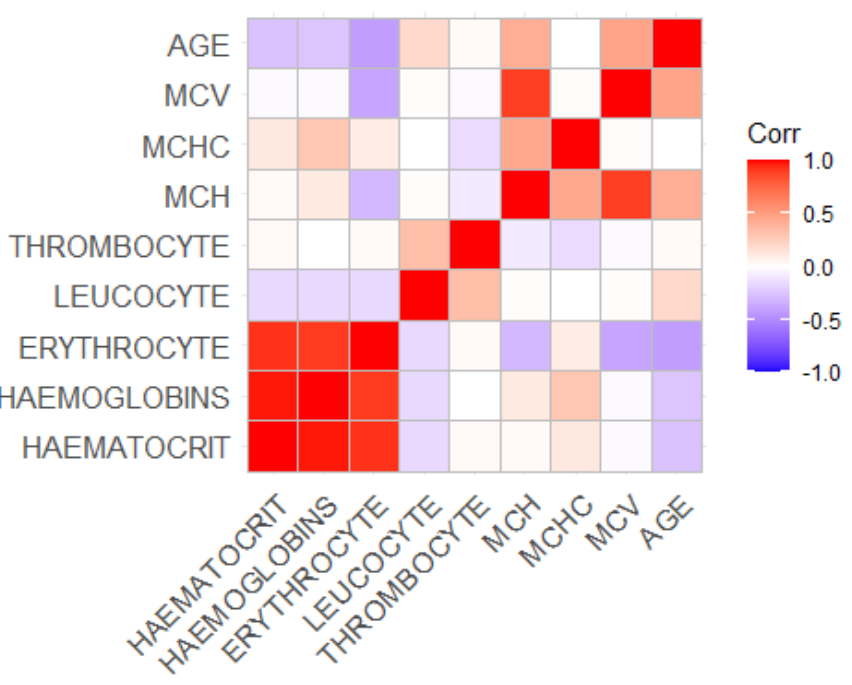 AGE
MCV
MCHC
MCH
THROMBOCYTE
LEUCOCYTE
ERYTHROCYTE
HAEMOGLOBINS
HAEMATOCRIT
HAEMATOCRIT
HAEMOGLOBINS
ERYTHROCYTE
LEUCOCYTE
THROMBOCYTE
MCH
MCHC
MCV
AGE
Corr
1.0
0.5
0.0
-0.5
-1.0